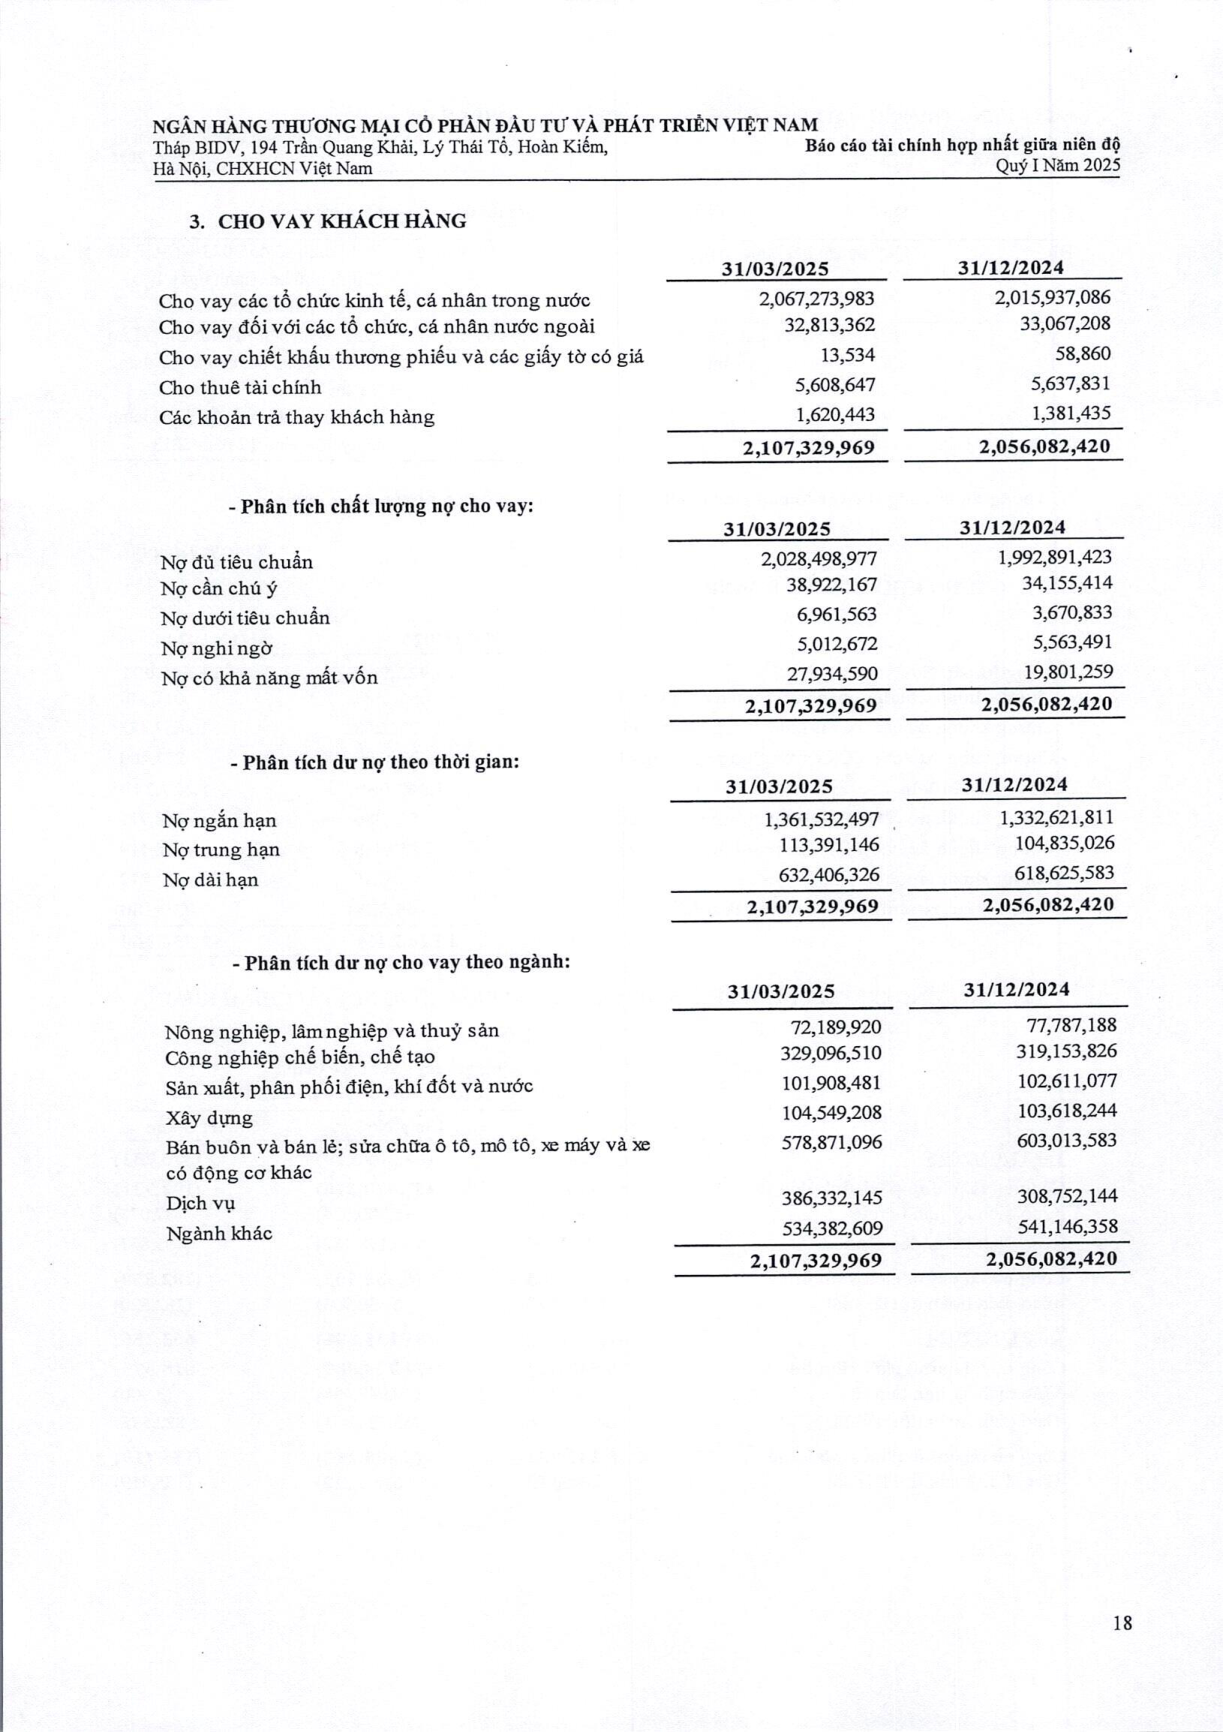 NGÂN HÀNG THƯƠNG MẠI CỔ PHẦN ĐẦU TƯ VÀ PHÁT TRIỂN VIỆT NAM
Tháp BIDV, 194 Trần Quang Khải, Lý Thái Tổ, Hoàn Kiếm, Báo cáo tài chính hợp nhất giữa niên độ
Hà Nội, CHXHCN Việt Nam Quý I Năm 2025
3. CHO VAY KHÁCH HÀNG
31/03/2025 31/12/2024
Cho vay các tổ chức kinh tế, cá nhân trong nước 2,067,273,983 2,015,937,086
Cho vay đối với các tổ chức, cá nhân nước ngoài 32,813,362 33,067,208
Cho vay chiết khấu thương phiếu và các giấy tờ có giá 13,534 58,860
Cho thuê tài chính 5,608,647 5,637,831
Các khoản trả thay khách hàng 1,620,443 1,381,435
2,107,329,969 2,056,082,420
- Phân tích chất lượng nợ cho vay:
31/03/2025 31/12/2024
Nợ đủ tiêu chuẩn 2,028,498,977 1,992,891,423
Nợ cần chú ý 38,922,167 34,155,414
Nợ dưới tiêu chuẩn 6,961,563 3,670,833
Nợ nghi ngờ 5,012,672 5,563,491
Nợ có khả năng mất vốn 27,934,590 19,801,259
2,107,329,969 2,056,082,420
- Phân tích dư nợ theo thời gian:
31/03/2025 31/12/2024
Nợ ngắn hạn 1,361,532,497 1,332,621,811
Nợ trung hạn 113,391,146 104,835,026
Nợ dài hạn 632,406,326 618,625,583
2,107,329,969 2,056,082,420
- Phân tích dư nợ cho vay theo ngành:
31/03/2025 31/12/2024
Nông nghiệp, lâm nghiệp và thuỷ sản 72,189,920 77,787,188
Công nghiệp chế biến, chế tạo 329,096,510 319,153,826
Sản xuất, phân phối điện, khí đốt và nước 101,908,481 102,611,077
Xây dựng 104,549,208 103,618,244
Bán buôn và bán lẻ; sửa chữa ô tô, mô tô, xe máy và xe 578,871,096 603,013,583
có động cơ khác
Dịch vụ 386,332,145 308,752,144
Ngành khác 534,382,609 541,146,358
2,107,329,969 2,056,082,420
18